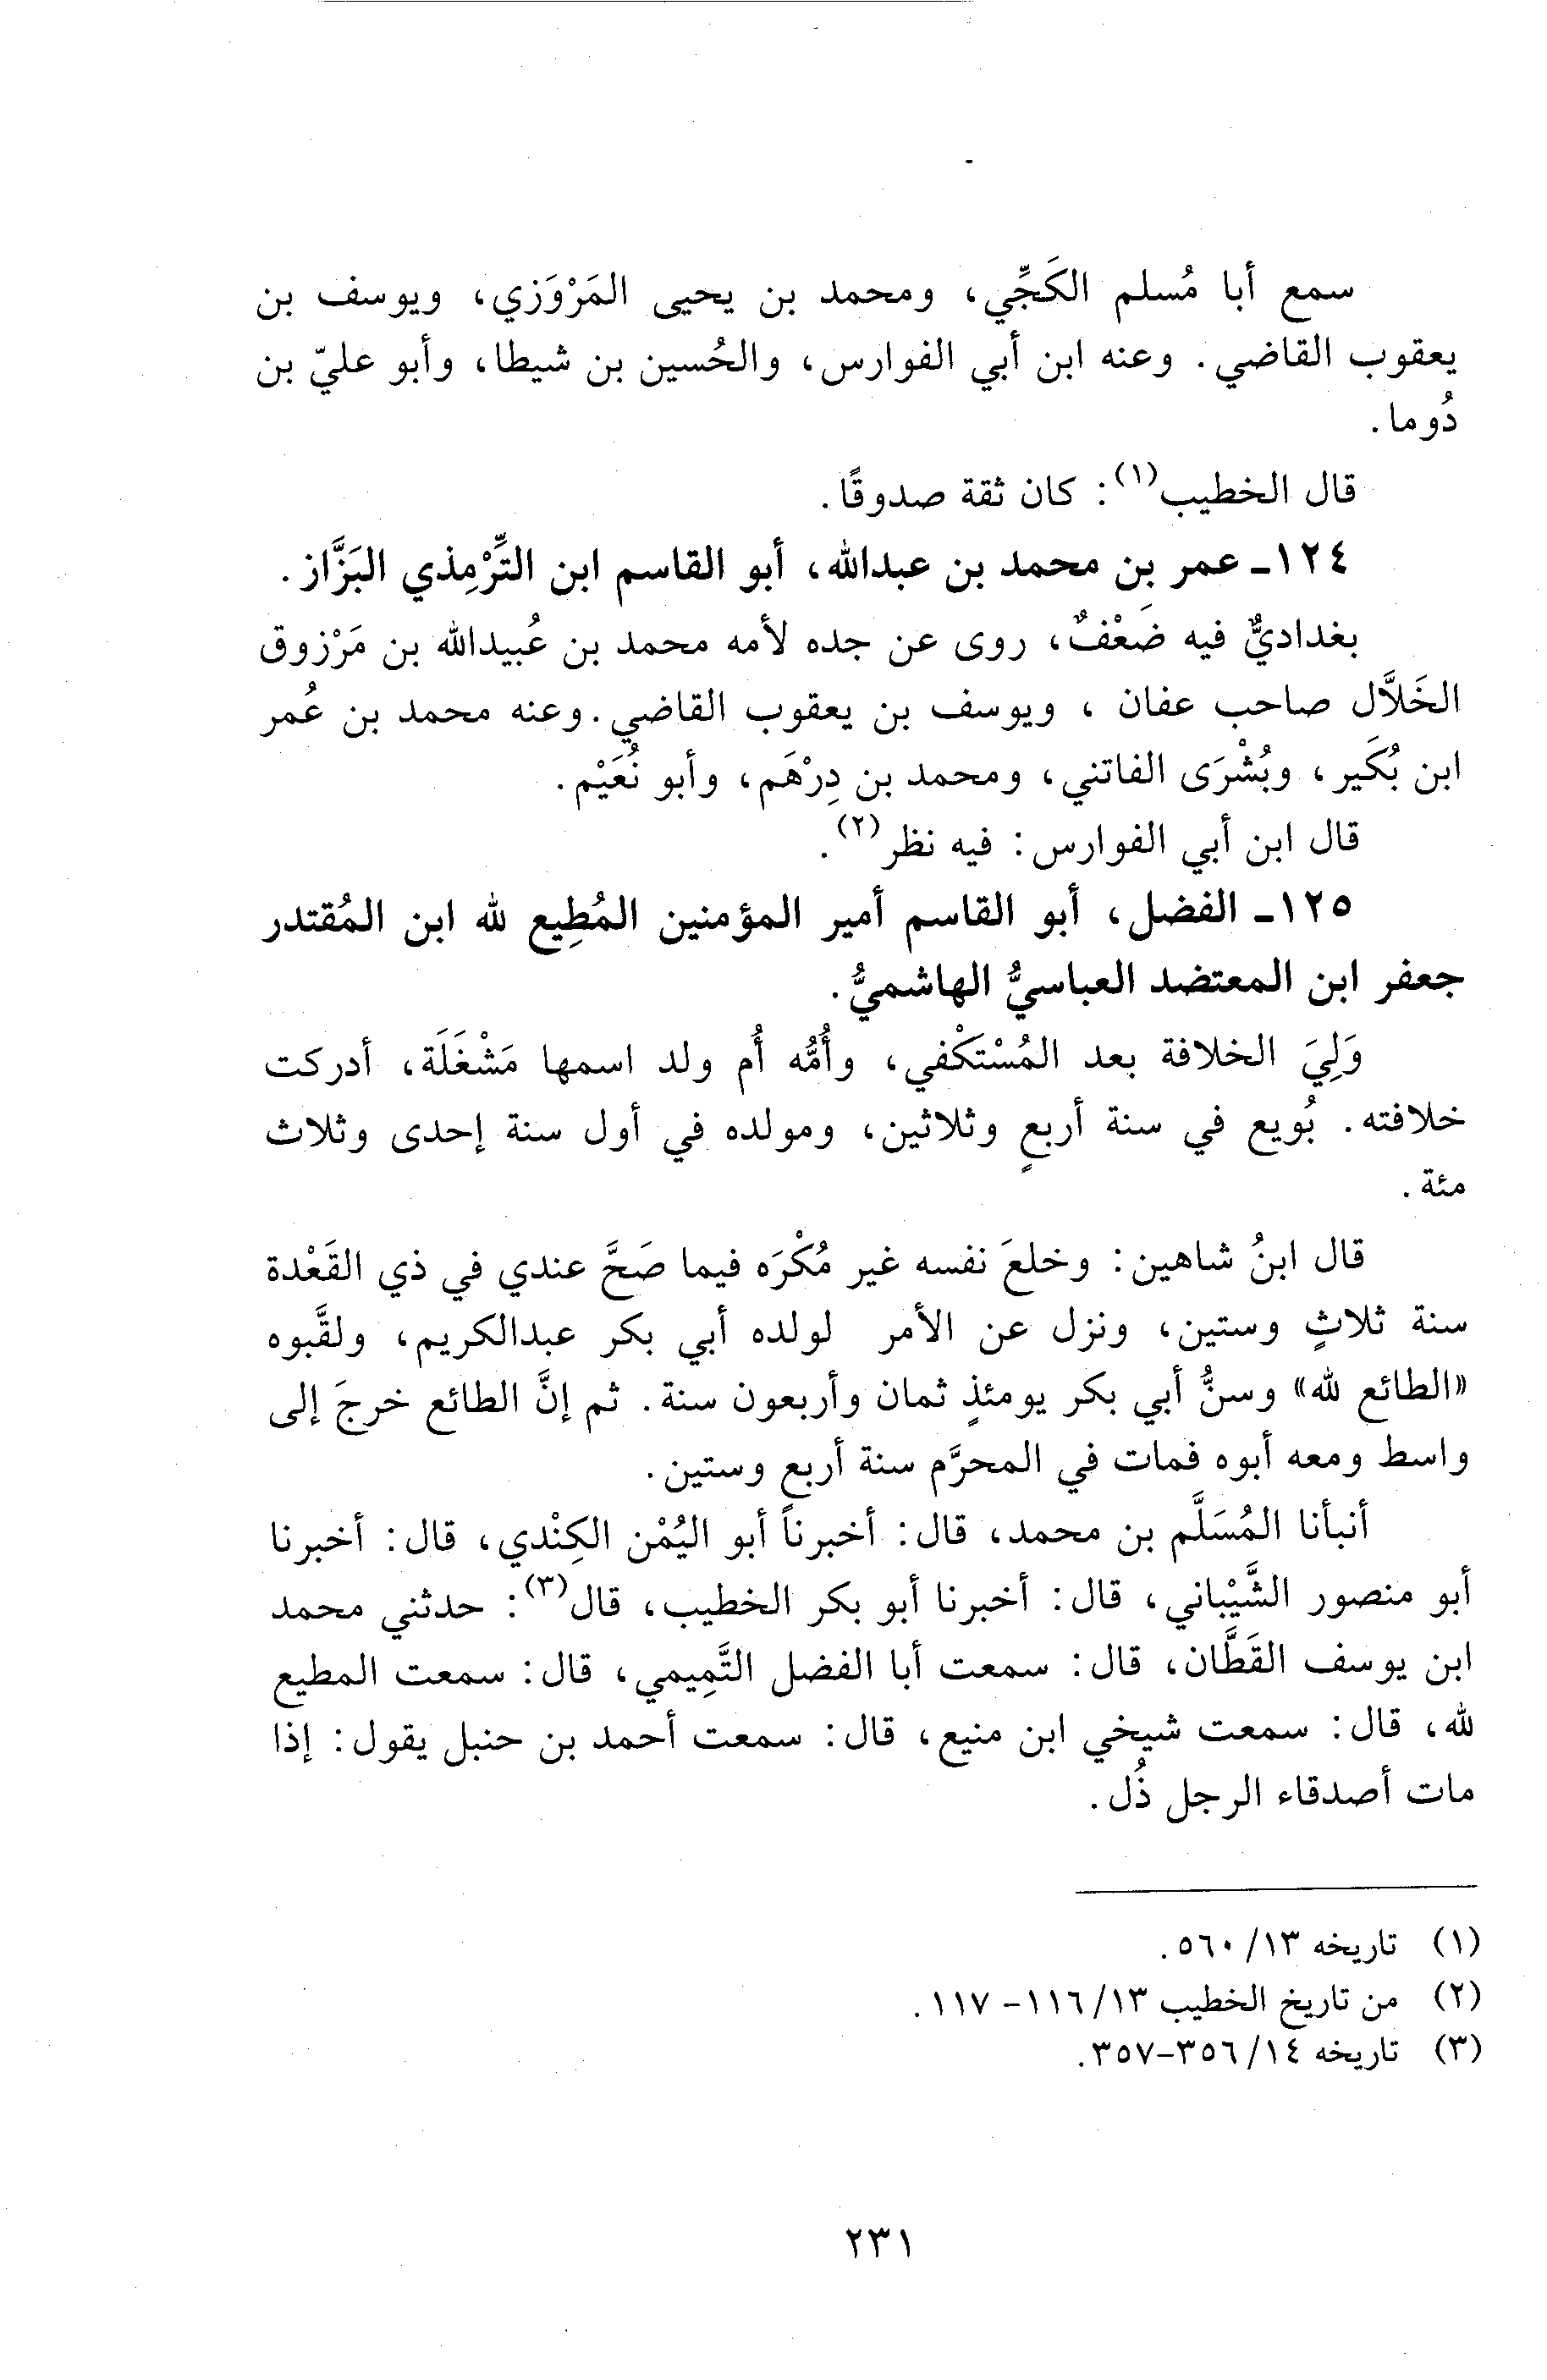 سمع أبا مُسلم الكَجِّي، ومحمد بن يحيى المَرْوَزي، ويوسف بن
يعقوب القاضي. وعنه ابن أبي الفوارس، والحُسين بن شيطا، وأبو عليّ بن
دُوما.
قال الخطيب(١): كان ثقة صدوقًا.
١٢٤ـ عمر بن محمد بن عبدالله، أبو القاسم ابن التِّرْمِذي البَزَّاز.
بغداديٌّ فيه ضَعْفٌ، روى عن جده لأمه محمد بن عُبيدالله بن مَرْزوق
الخَلاَّل صاحب عفان ، ويوسف بن يعقوب القاضي. وعنه محمد بن عُمر
ابن بُكَير، وبُشْرَى الفاتني، ومحمد بن دِرْهَم، وأبو نُعَيْم.
قال ابن أبي الفوارس: فيه نظر(٢).
١٢٥ـ الفضل، أبو القاسم أمير المؤمنين المُطِيع لله ابن المُقتدر
جعفر ابن المعتضد العباسيُّ الهاشميُّ.
وَلِيَ الخلافة بعد المُسْتَكْفي، وأُمُّه أُم ولد اسمها مَشْغَلَة، أدركت
خلافته. بُويع في سنة أربعٍ وثلاثين، ومولده في أول سنة إحدى وثلاث
مئة.
قال ابنُ شاهين: وخلعَ نفسه غير مُكْرَه فيما صَحَّ عندي في ذي القَعْدة
سنة ثلاثٍ وستين، ونزل عن الأمر لولده أبي بكر عبدالكريم، ولقَّبوه
«الطائع لله» وسنُّ أبي بكر يومئذٍ ثمان وأربعون سنة. ثم إنَّ الطائع خرجَ إلى
واسط ومعه أبوه فمات في المحرَّم سنة أربع وستين.
أنبأنا المُسَلَّم بن محمد، قال: أخبرناً أبو اليُمْن الكِنْدي، قال: أخبرنا
أبو منصور الشَّيْباني، قال: أخبرنا أبو بكر الخطيب، قال(٣): حدثني محمد
ابن يوسف القَطَّان، قال: سمعت أبا الفضل التَّمِيمي، قال: سمعت المطيع
لله، قال: سمعت شيخي ابن منيع، قال: سمعت أحمد بن حنبل يقول: إذا
مات أصدقاء الرجل ذُل.
(١) تاريخه ١٣/ ٥٦٠.
(٢) من تاريخ الخطيب ١٣/ ١١٦- ١١٧.
(٣) تاريخه ١٤/ ٣٥٦-٣٥٧.
٢٣١